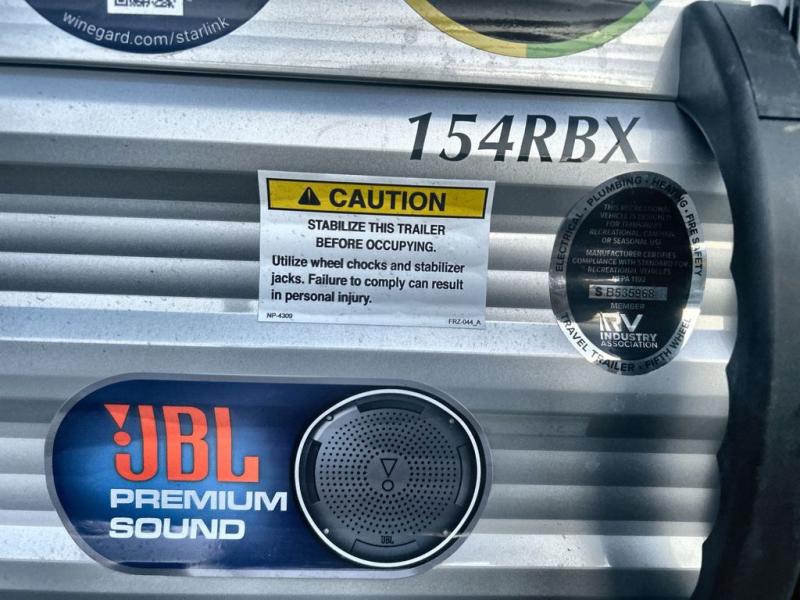 winegard.com/starlink
154RBX
CAUTION
STABILIZE THIS TRAILER
BEFORE OCCUPYING.
Utilize wheel chocks and stabilizer
jacks. Failure to comply can result
in personal injury.
NP-4309
FRZ-044_A
ELECTRICAL · PLUMBING · HEATING · FIRE SAFETY
THIS RECREATIONAL
VEHICLE IS DESIGNED
FOR TEMPORARY
RECREATIONAL, CAMPING,
OR SEASONAL USE
MANUFACTURER CERTIFIES
COMPLIANCE WITH STANDARD FOR
RECREATIONAL VEHICLES
NFPA 1192
S B535968
MEMBER
RV
INDUSTRY
ASSOCIATION
TRAVEL TRAILER · FIFTH WHEEL
JBL
PREMIUM
SOUND
JBL